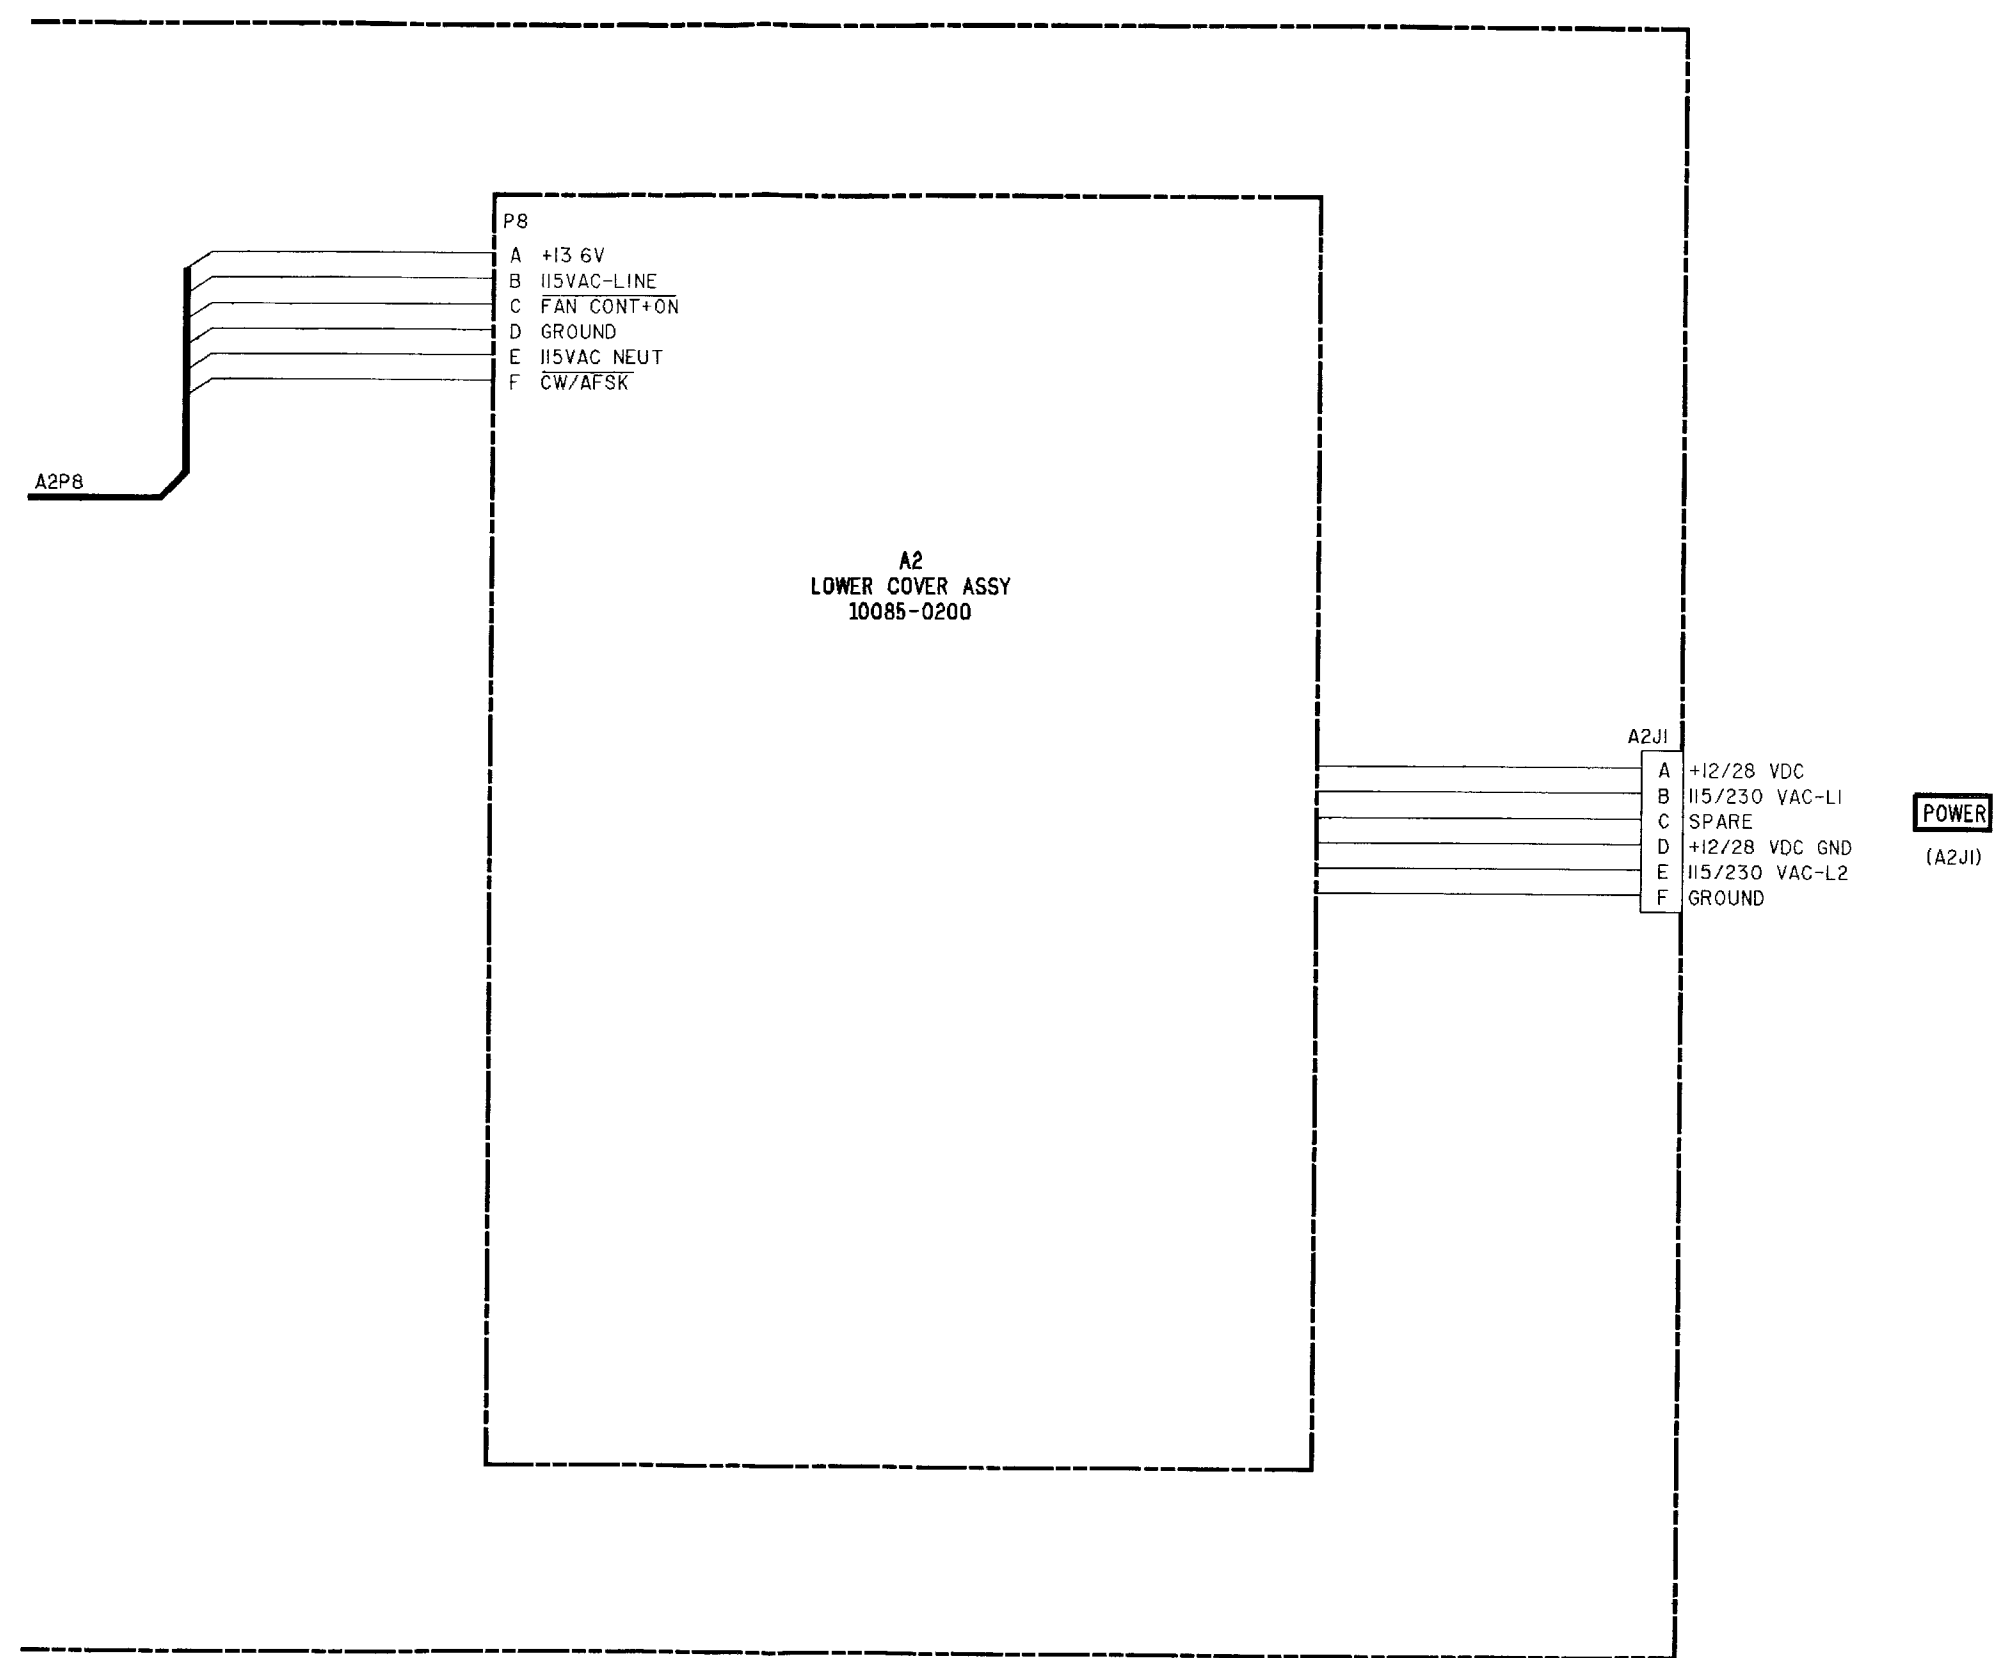 P8
A +13 6V
B 115VAC-LINE
C FAN CONT+ON
D GROUND
E 115VAC NEUT
F CW/AFSK
A2P8
A2
LOWER COVER ASSY
10085-0200
A2J1
A +12/28 VDC
B 115/230 VAC-L1
C SPARE
D +12/28 VDC GND
E 115/230 VAC-L2
F GROUND
POWER
(A2J1)